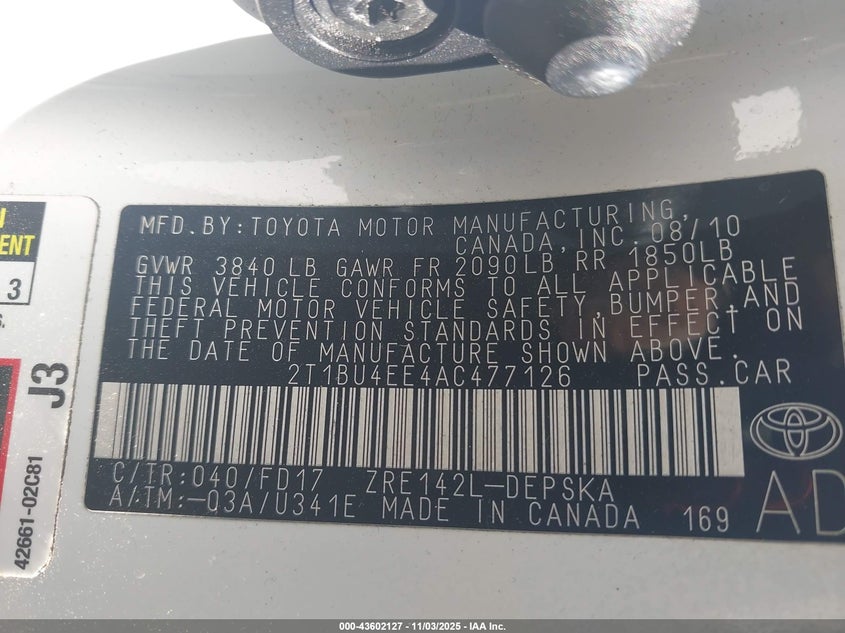 MFD.BY:TOYOTA MOTOR MANUFACTURING,
CANADA,INC. 08/10
GVWR 3840 LB GAWR FR 2090LB RR 1850LB
THIS VEHICLE CONFORMS TO ALL APPLICABLE
FEDERAL MOTOR VEHICLE SAFETY,BUMPER,AND
THEFT PREVENTION STANDARDS IN EFFECT ON
THE DATE OF MANUFACTURE SHOWN ABOVE.
2T1BU4EE4AC477126 PASS.CAR
C/TR:040/FD17 ZRE142L-DEPSKA
A/TM:-03A/U341E MADE IN CANADA 169
AD
3
J3
42661-02C81
000-43602127 - 11/03/2025 - IAA Inc.